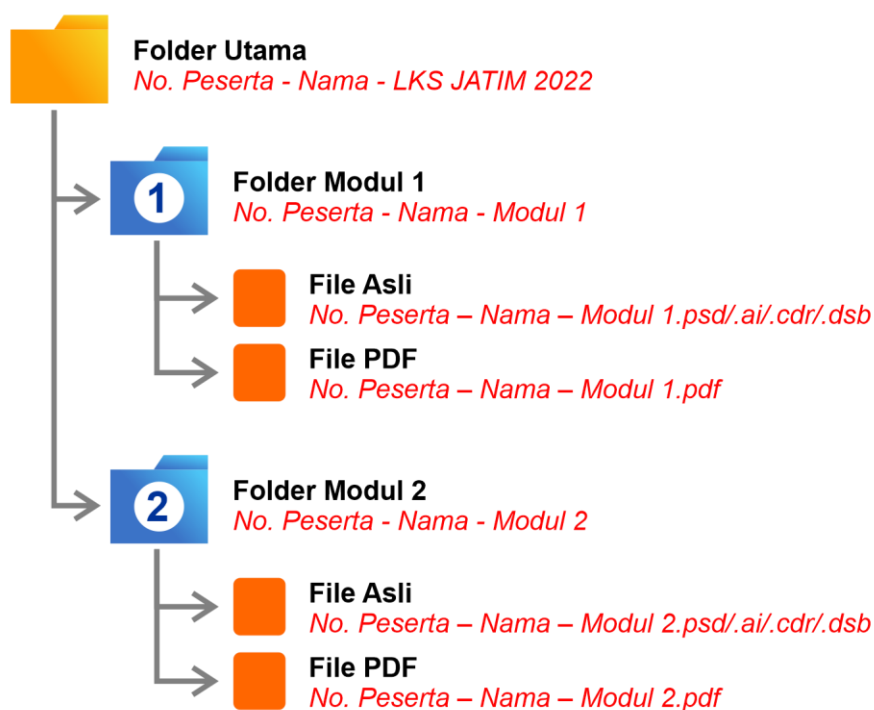 Folder Utama
No. Peserta - Nama - LKS JATIM 2022
1
Folder Modul 1
No. Peserta - Nama - Modul 1
File Asli
No. Peserta – Nama – Modul 1.psd/.ai/.cdr/.dsb
File PDF
No. Peserta – Nama – Modul 1.pdf
2
Folder Modul 2
No. Peserta - Nama - Modul 2
File Asli
No. Peserta – Nama – Modul 2.psd/.ai/.cdr/.dsb
File PDF
No. Peserta – Nama – Modul 2.pdf